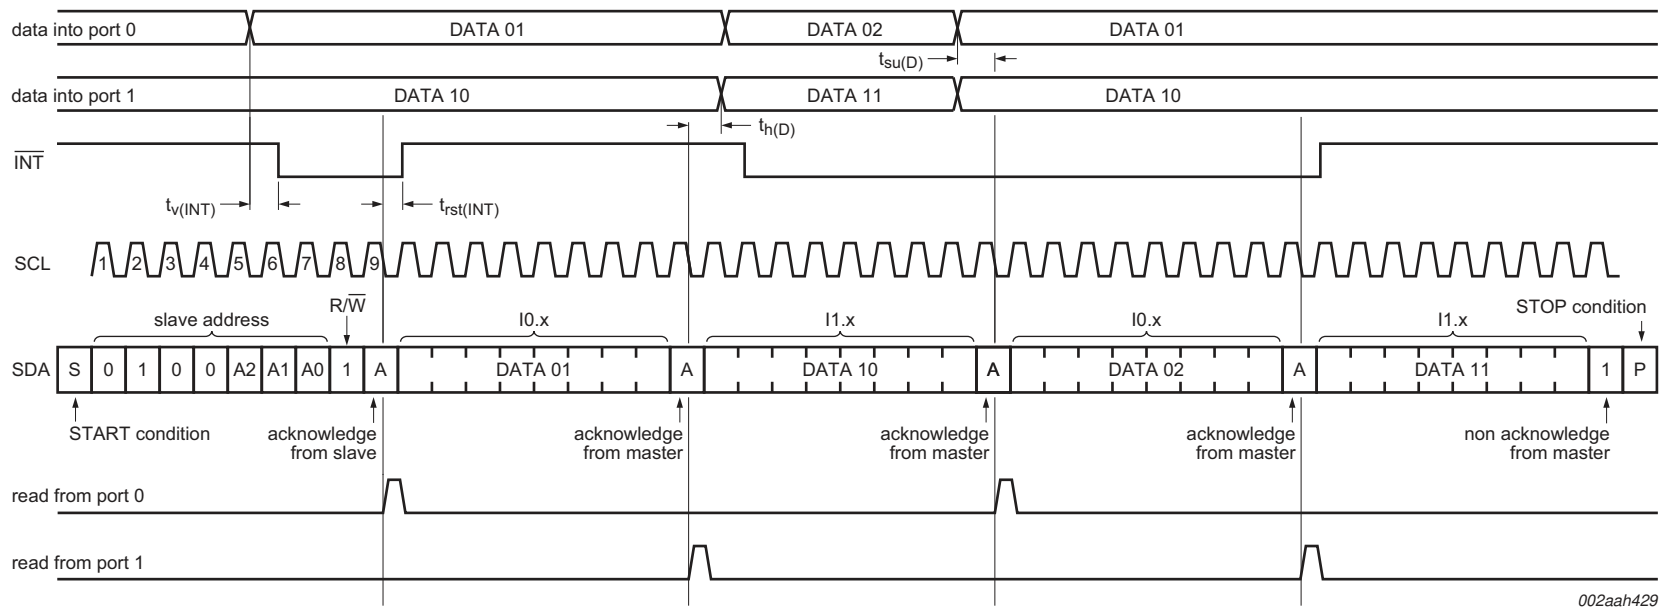 data into port 0 DATA 01 DATA 02 DATA 01
tsu(D)
data into port 1 DATA 10 DATA 11 DATA 10
th(D)
INT
tv(INT) trst(INT)
SCL 1 2 3 4 5 6 7 8 9
R/W STOP condition
slave address I0.x I1.x I0.x I1.x
SDA S 0 1 0 0 A2 A1 A0 1 A DATA 01 A DATA 10 A DATA 02 A DATA 11 1 P
START condition acknowledge acknowledge acknowledge acknowledge non acknowledge
from slave from master from master from master from master
read from port 0
read from port 1
002aah429